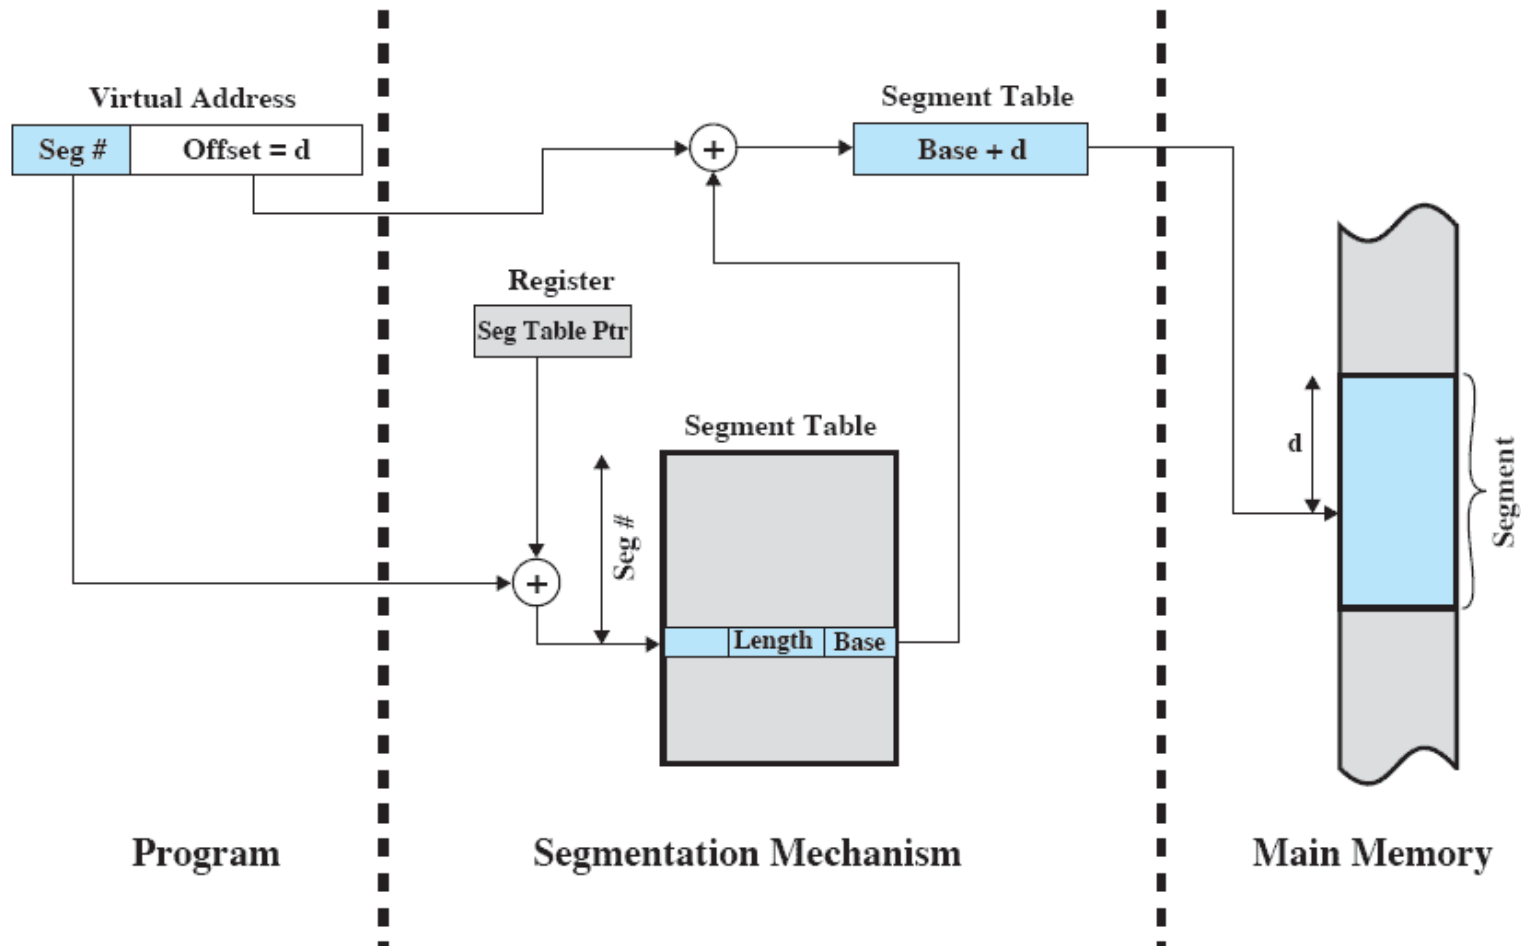 Virtual Address
Seg #
Offset = d
Segment Table
+
Base + d
Register
Seg Table Ptr
Segment Table
Seg #
+
Length
Base
d
Segment
Program
Segmentation Mechanism
Main Memory